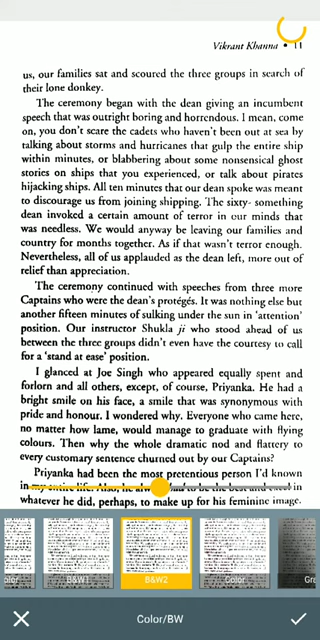 Vikrant Khanna • 11
us, our families sat and scoured the three groups in search of
their lone donkey.
The ceremony began with the dean giving an incumbent
speech that was outright boring and horrendous. I mean, come
on, you don't scare the cadets who haven't been out at sea by
talking about storms and hurricanes that gulp the entire ship
within minutes, or blabbering about some nonsensical ghost
stories on ships that you experienced, or talk about pirates
hijacking ships. All ten minutes that our dean spoke was meant
to discourage us from joining shipping. The sixty- something
dean invoked a certain amount of terror in our minds that
was needless. We would anyway be leaving our families and
country for months together. As if that wasn't terror enough.
Nevertheless, all of us applauded as the dean left, more out of
relief than appreciation.
The ceremony continued with speeches from three more
Captains who were the dean's protégés. It was nothing else but
another fifteen minutes of sulking under the sun in 'attention'
position. Our instructor Shukla ji who stood ahead of us
between the three groups didn't even have the courtesy to call
for a 'stand at ease' position.
I glanced at Joe Singh who appeared equally spent and
forlorn and all others, except, of course, Priyanka. He had a
bright smile on his face, a smile that was synonymous with
pride and honour. I wondered why. Everyone who came here,
no matter how lame, would manage to graduate with flying
colours. Then why the whole dramatic nod and flattery to
every customary sentence churned out by our Captains?
Priyanka had been the most pretentious person I'd known
in my entire life. Also, he had to be the best and excel in
whatever he did, perhaps, to make up for his feminine image.
B&W1
B&W2
Color
Gra
Color/BW